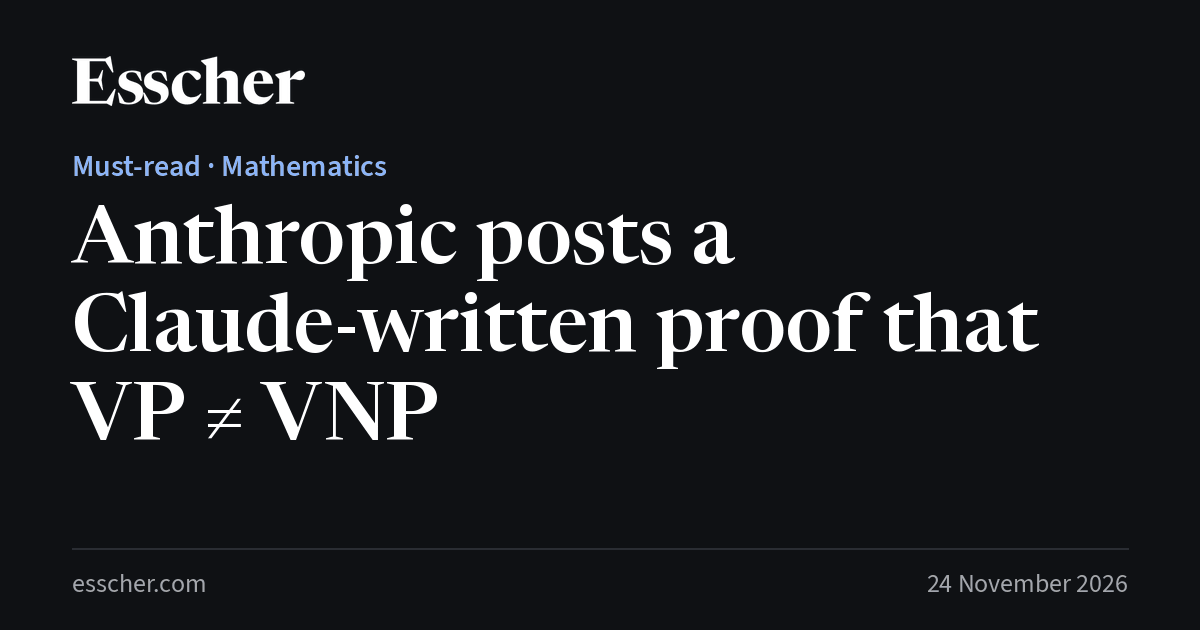 Esscher
Must-read · Mathematics
Anthropic posts a
Claude-written proof that
VP ≠ VNP
esscher.com
24 November 2026